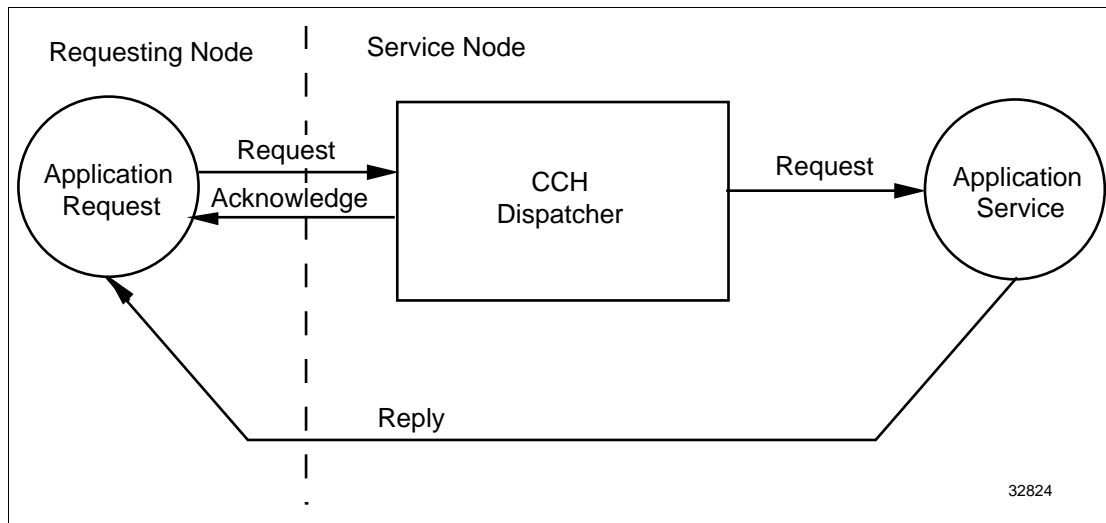 Requesting Node
Service Node
Application
Request
Request
Acknowledge
CCH
Dispatcher
Request
Application
Service
Reply
32824